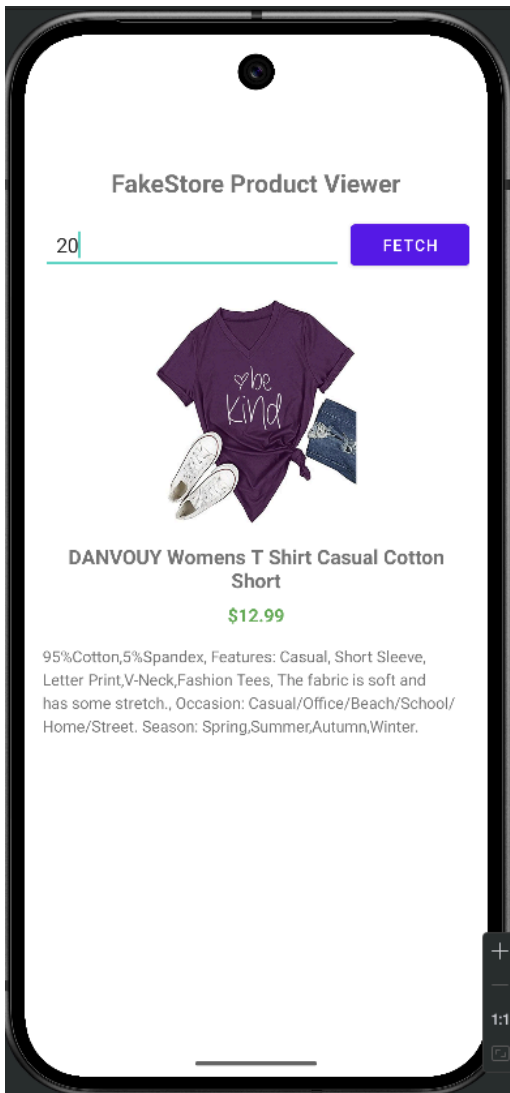 FakeStore Product Viewer
20
FETCH
be
kind
DANVOUY Womens T Shirt Casual Cotton
Short
$12.99
95%Cotton,5%Spandex, Features: Casual, Short Sleeve,
Letter Print,V-Neck,Fashion Tees, The fabric is soft and
has some stretch., Occasion: Casual/Office/Beach/School/
Home/Street. Season: Spring,Summer,Autumn,Winter.
1:1